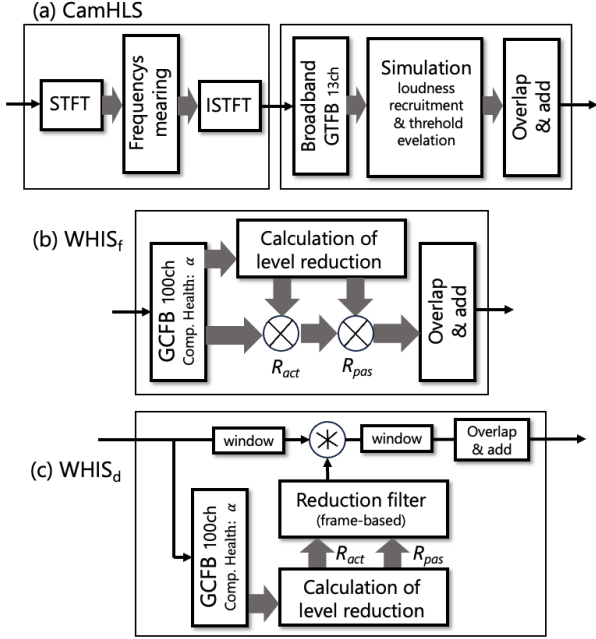 (a) CamHLS
STFT
Frequencys
mearing
ISTFT
Broadband
GTFB 13ch
Simulation
loudness
recruitment
& threhold
evelation
Overlap
& add
(b) WHISf
GCFB 100ch
Comp. Health: α
Calculation of
level reduction
Ract
Rpas
Overlap
& add
(c) WHISd
window
window
Overlap
& add
GCFB 100ch
Comp. Health: α
Reduction filter
(frame-based)
Ract
Rpas
Calculation of
level reduction